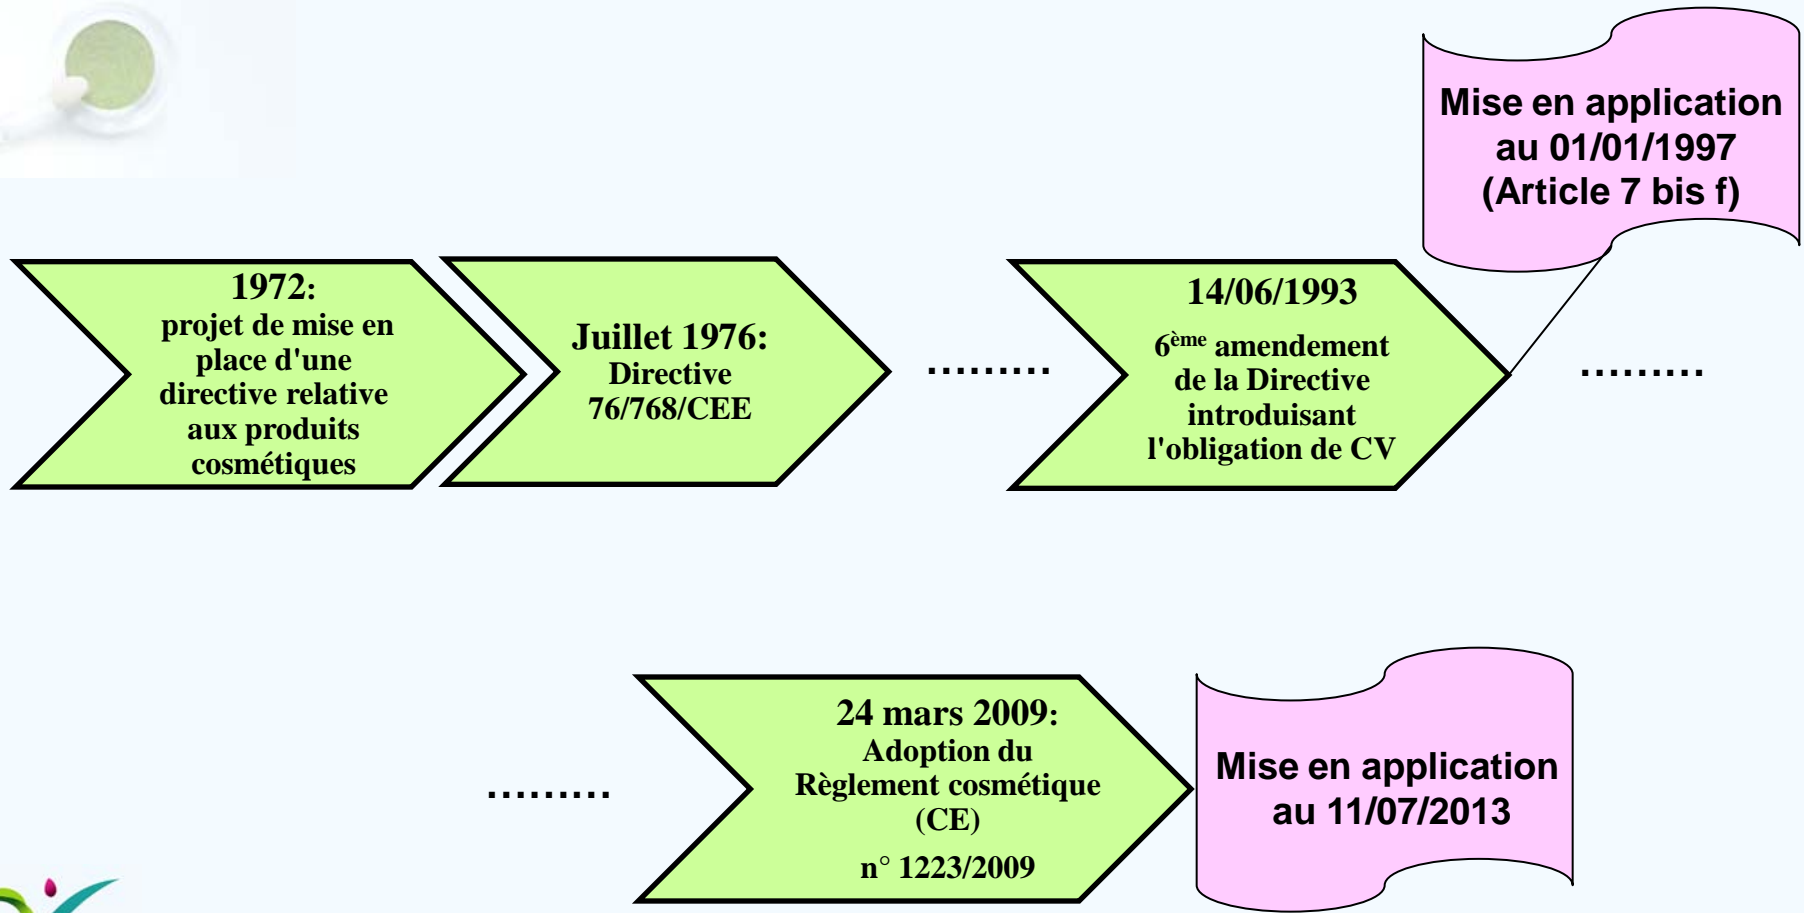 Mise en application
au 01/01/1997
(Article 7 bis f)
1972:
projet de mise en
place d'une
directive relative
aux produits
cosmétiques
Juillet 1976:
Directive
76/768/CEE
.........
14/06/1993
6ème amendement
de la Directive
introduisant
l'obligation de CV
.........
.........
24 mars 2009:
Adoption du
Règlement cosmétique
(CE)
n° 1223/2009
Mise en application
au 11/07/2013